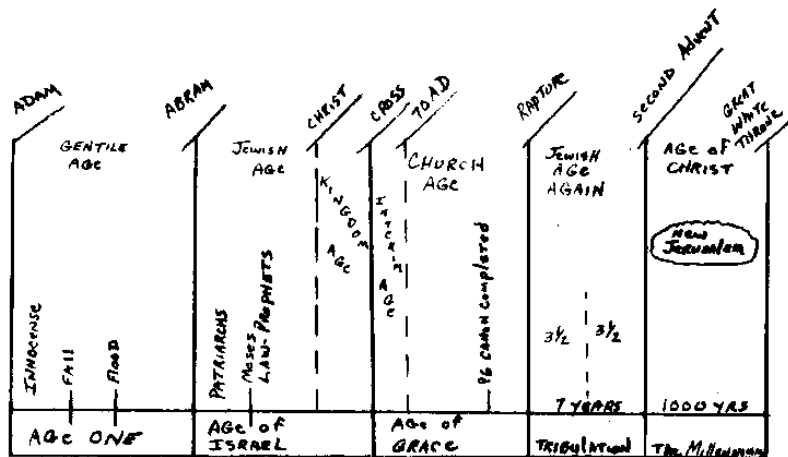 ADAM
ABRAM
CHRIST
CROSS
70 A.D
RAPTURE
SECOND ADVENT
GREAT
WHITE
THRONE
GENTILE
AGE
JEWISH
AGE
KINGDOM AGE
INTERIM AGE
CHURCH
AGE
JEWISH
AGE
AGAIN
AGE OF
CHRIST
NEW
JERUSALEM
INNOCENSE
FALL
FLOOD
PATRIARCHS
MOSES
LAW-PROPHETS
96 CANON COMPLETED
3½
3½
7 YEARS
1000 YRS
AGE ONE
AGE OF
ISRAEL
AGE OF
GRACE
TRIBULATION
THE MILLENNIUM